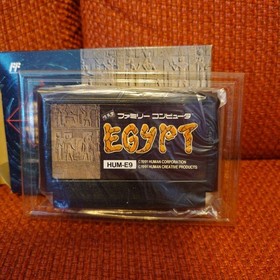 ファミリー コンピュータ
EGYPT
HUM-E9
©1991 HUMAN CORPORATION
©1991 HUMAN CREATIVE PRODUCTS